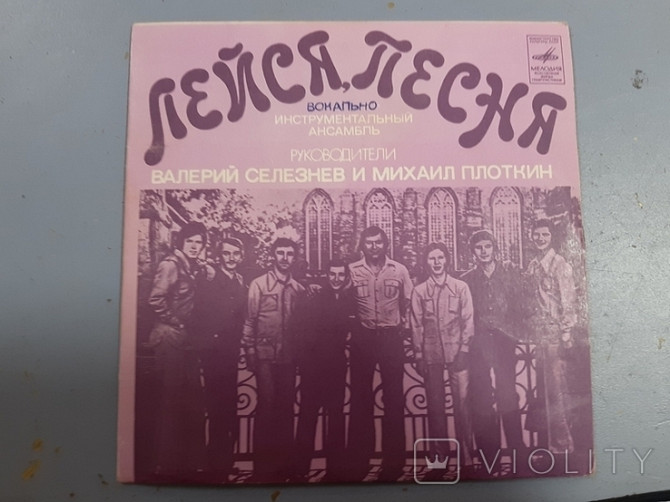 ЛЕЙСЯ, ПЕСНЯ
МЕЛОДИЯ
ВОКАЛЬНО
ИНСТРУМЕНТАЛЬНЫЙ
АНСАМБЛЬ
РУКОВОДИТЕЛИ
ВАЛЕРИЙ СЕЛЕЗНЕВ И МИХАИЛ ПЛОТКИН
VIOLITY